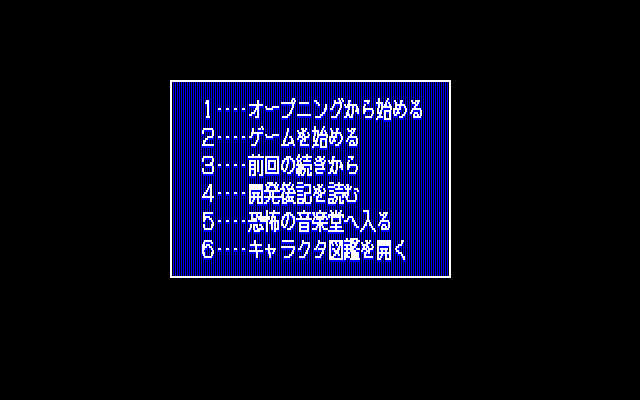 1‥‥オープニングから始める
2‥‥ゲームを始める
3‥‥前回の続きから
4‥‥開発後記を読む
5‥‥恐怖の音楽堂へ入る
6‥‥キャラクタ図鑑を開く